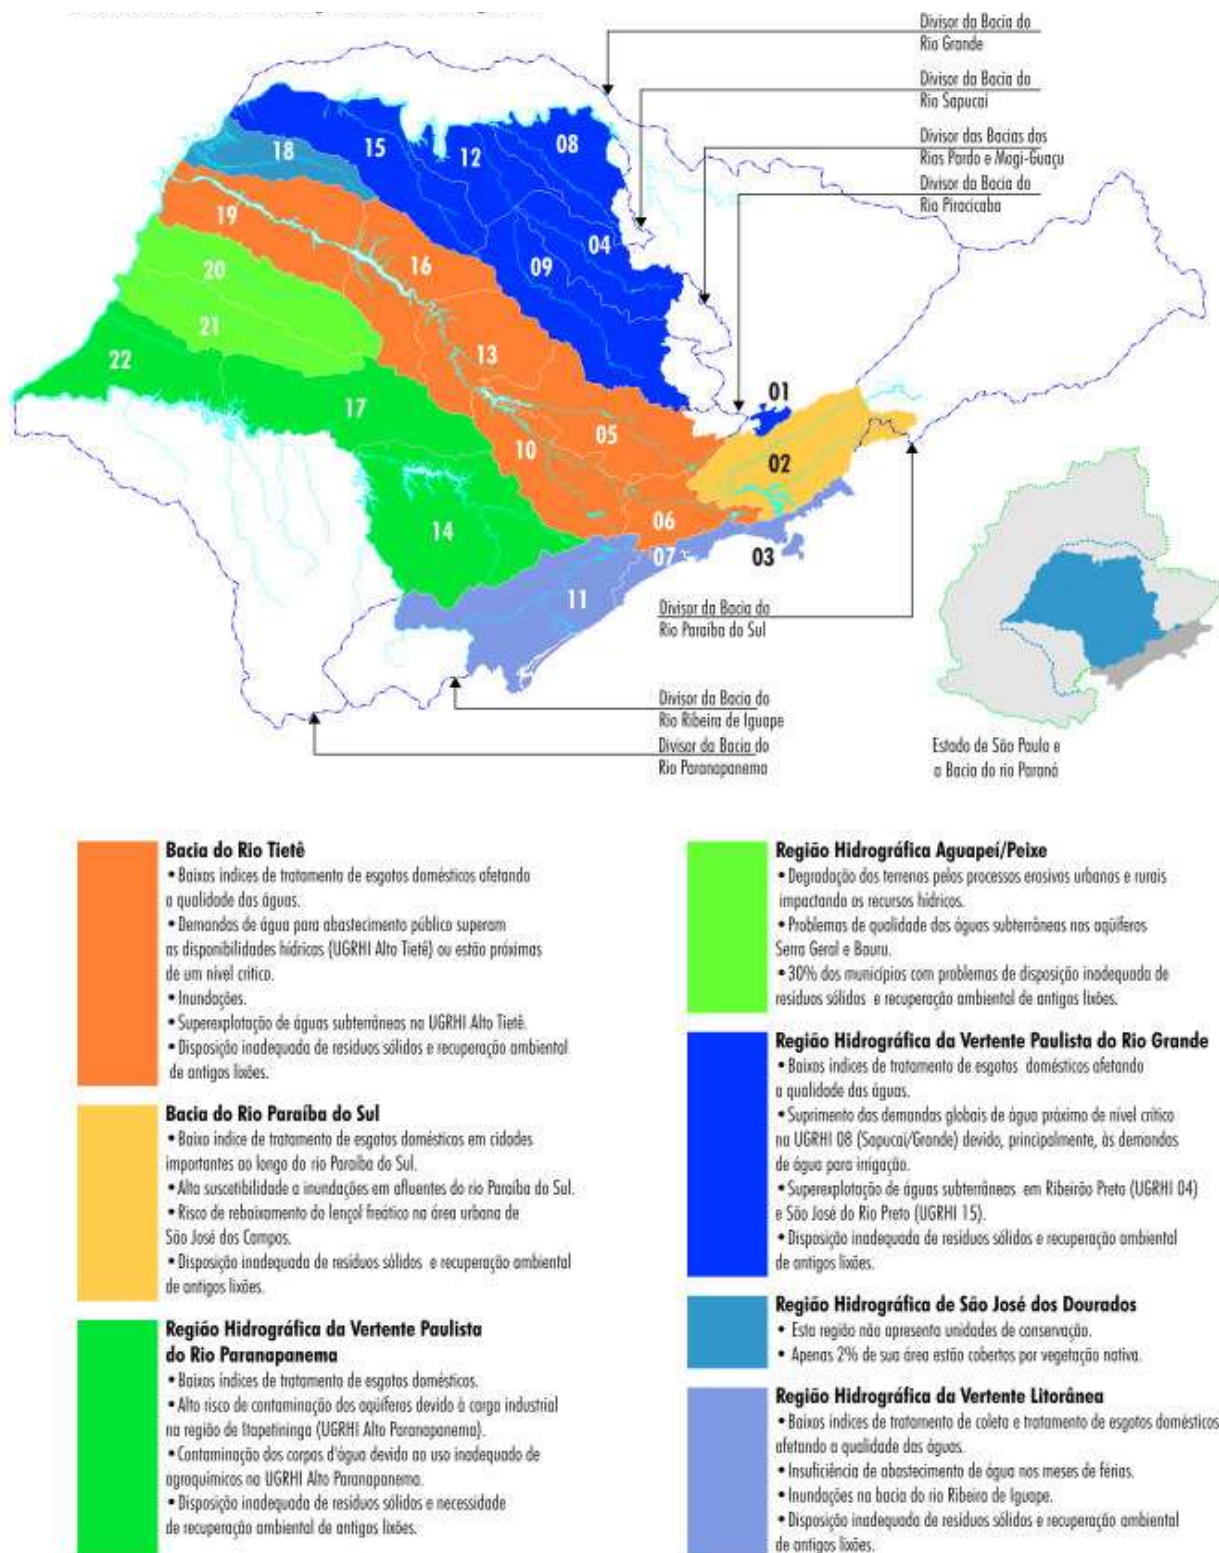 Divisor da Bacia do
Rio Grande
Divisor da Bacia do
Rio Sapucaí
Divisor das Bacias dos
Rios Pardo e Mogi-Guaçu
Divisor da Bacia do
Rio Piracicaba
15
12
08
18
19
16
04
09
20
21
13
22
17
01
05
10
02
06
14
07
03
11
Divisor da Bacia do
Rio Paraíba do Sul
Divisor da Bacia do
Rio Ribeira de Iguape
Divisor da Bacia do
Rio Paranapanema
Estado de São Paulo e
a Bacia do rio Paraná
Bacia do Rio Tietê
• Baixos índices de tratamento de esgotos domésticos afetando
a qualidade das águas.
• Demandas de água para abastecimento público superam
as disponibilidades hídricas (UGRHI Alto Tietê) ou estão próximas
de um nível crítico.
• Inundações.
• Superexplotação de águas subterrâneas na UGRHI Alto Tietê.
• Disposição inadequada de resíduos sólidos e recuperação ambiental
de antigos lixões.
Bacia do Rio Paraíba do Sul
• Baixo índice de tratamento de esgotos domésticos em cidades
importantes ao longo do rio Paraíba do Sul.
• Alta suscetibilidade a inundações em afluentes do rio Paraíba do Sul.
• Risco de rebaixamento do lençol freático na área urbana de
São José dos Campos.
• Disposição inadequada de resíduos sólidos e recuperação ambiental
de antigos lixões.
Região Hidrográfica da Vertente Paulista
do Rio Paranapanema
• Baixos índices de tratamento de esgotos domésticos.
• Alto risco de contaminação dos aqüíferos devido à carga industrial
na região de Itapetininga (UGRHI Alto Paranapanema).
• Contaminação dos corpos d'água devido ao uso inadequado de
agroquímicos na UGRHI Alto Paranapanema.
• Disposição inadequada de resíduos sólidos e necessidade
de recuperação ambiental de antigos lixões.
Região Hidrográfica Aguapeí/Peixe
• Degradação dos terrenos pelos processos erosivos urbanos e rurais
impactando os recursos hídricos.
• Problemas de qualidade das águas subterrâneas nos aqüíferos
Serra Geral e Bauru.
• 30% dos municípios com problemas de disposição inadequada de
resíduos sólidos e recuperação ambiental de antigos lixões.
Região Hidrográfica da Vertente Paulista do Rio Grande
• Baixos índices de tratamento de esgotos domésticos afetando
a qualidade das águas.
• Suprimento das demandas globais de água próximo de nível crítico
na UGRHI 08 (Sapucaí/Grande) devido, principalmente, às demandas
de água para irrigação.
• Superexplotação de águas subterrâneas em Ribeirão Preto (UGRHI 04)
e São José do Rio Preto (UGRHI 15).
• Disposição inadequada de resíduos sólidos e recuperação ambiental
de antigos lixões.
Região Hidrográfica de São José dos Dourados
• Esta região não apresenta unidades de conservação.
• Apenas 2% de sua área estão cobertos por vegetação nativa.
Região Hidrográfica da Vertente Litorânea
• Baixos índices de tratamento de coleta e tratamento de esgotos domésticos
afetando a qualidade das águas.
• Insuficiência de abastecimento de água nos meses de férias.
• Inundações na bacia do rio Ribeira de Iguape.
• Disposição inadequada de resíduos sólidos e recuperação ambiental
de antigos lixões.